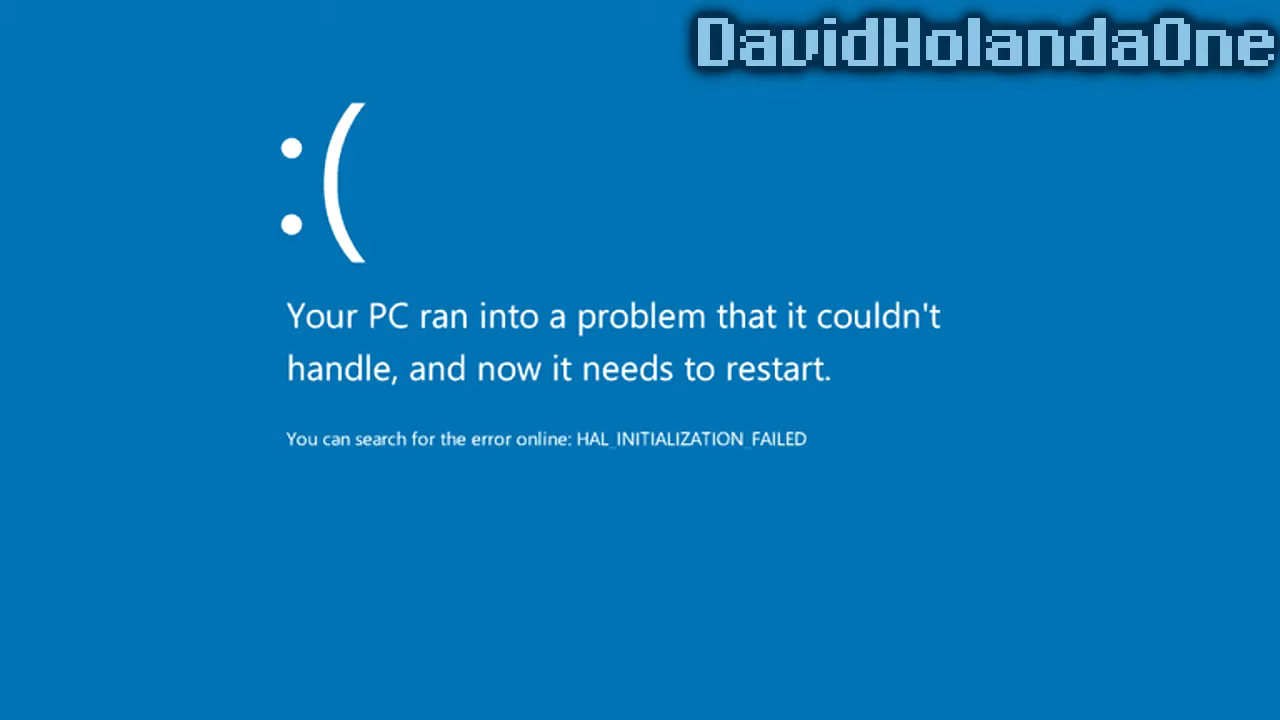 DavidHolandaOne
:(
Your PC ran into a problem that it couldn't
handle, and now it needs to restart.
You can search for the error online: HAL_INITIALIZATION_FAILED